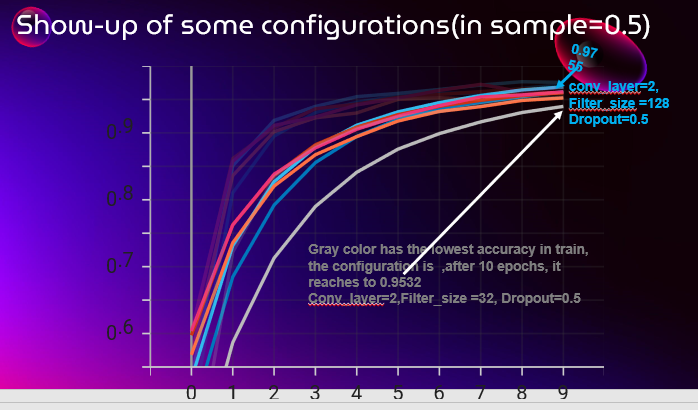 Show-up of some configurations(in sample=0.5)
0.97
56
conv_layer=2,
Filter_size =128
Dropout=0.5
0.9
0.8
0.7
0.6
Gray color has the lowest accuracy in train,
the configuration is ,after 10 epochs, it
reaches to 0.9532
Conv_layer=2,Filter_size =32, Dropout=0.5
0 1 2 3 4 5 6 7 8 9